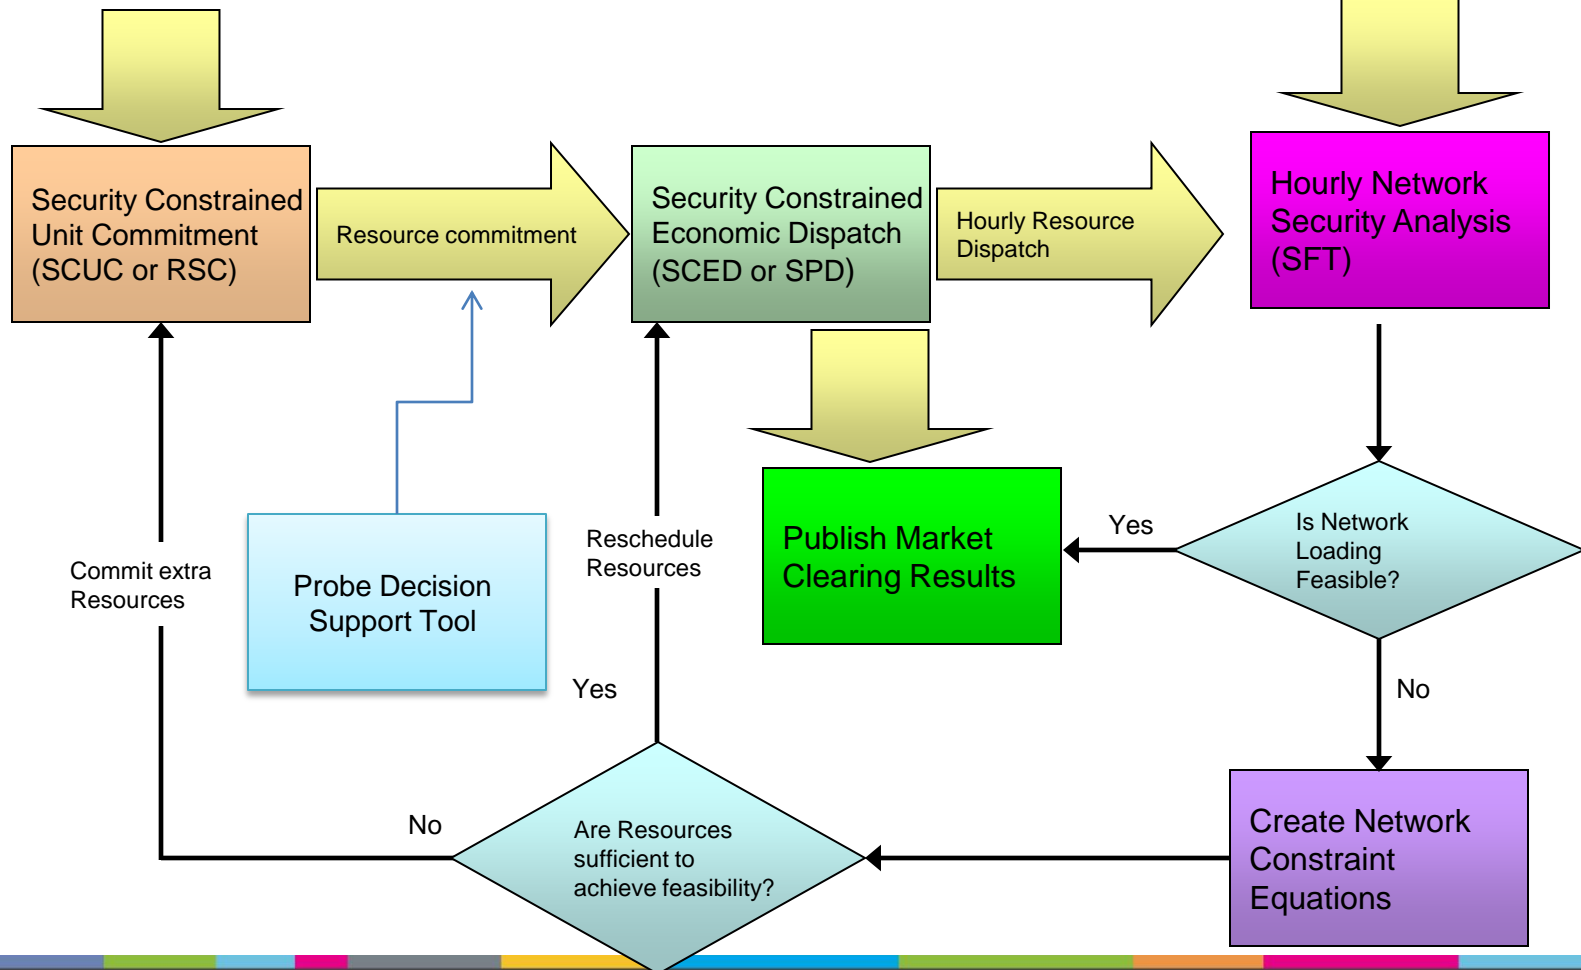 Security Constrained
Unit Commitment
(SCUC or RSC)
Resource commitment
Security Constrained
Economic Dispatch
(SCED or SPD)
Hourly Resource
Dispatch
Hourly Network
Security Analysis
(SFT)
Commit extra
Resources
Probe Decision
Support Tool
Reschedule
Resources
Publish Market
Clearing Results
Yes
Is Network
Loading
Feasible?
Yes
No
No
Are Resources
sufficient to
achieve feasibility?
Create Network
Constraint
Equations